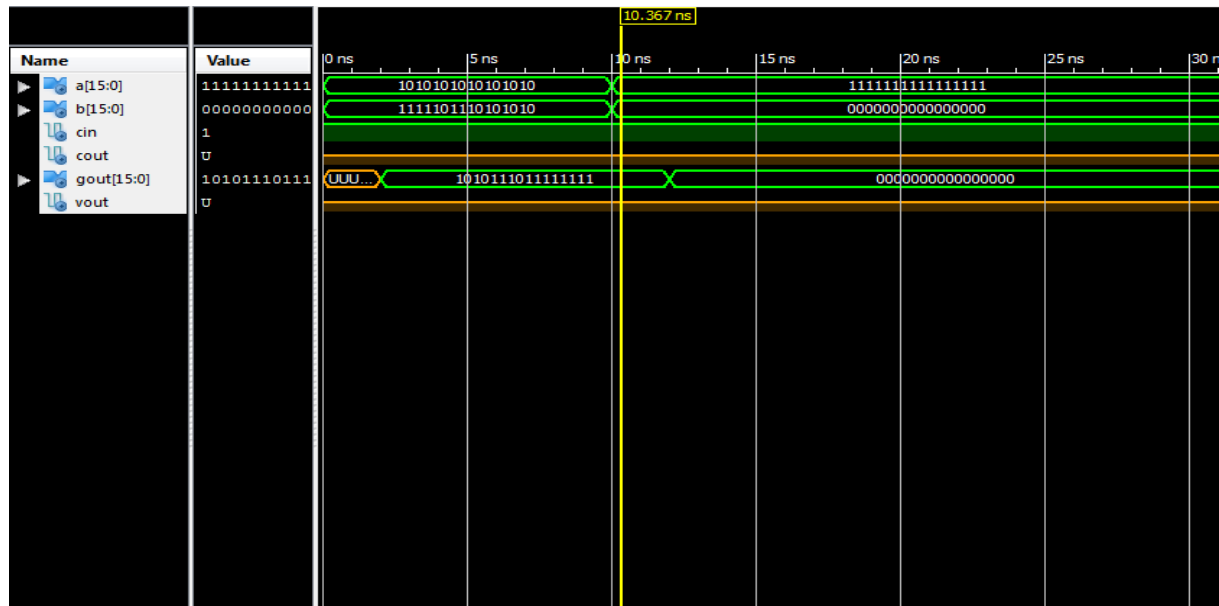 10.367 ns
Name Value 0 ns 5 ns 10 ns 15 ns 20 ns 25 ns 30 n
a[15:0] 11111111111 1010101010101010 1111111111111111
b[15:0] 00000000000 1111101110101010 0000000000000000
cin 1
cout U
gout[15:0] 10101110111 UUU... 1010111011111111 0000000000000000
vout U